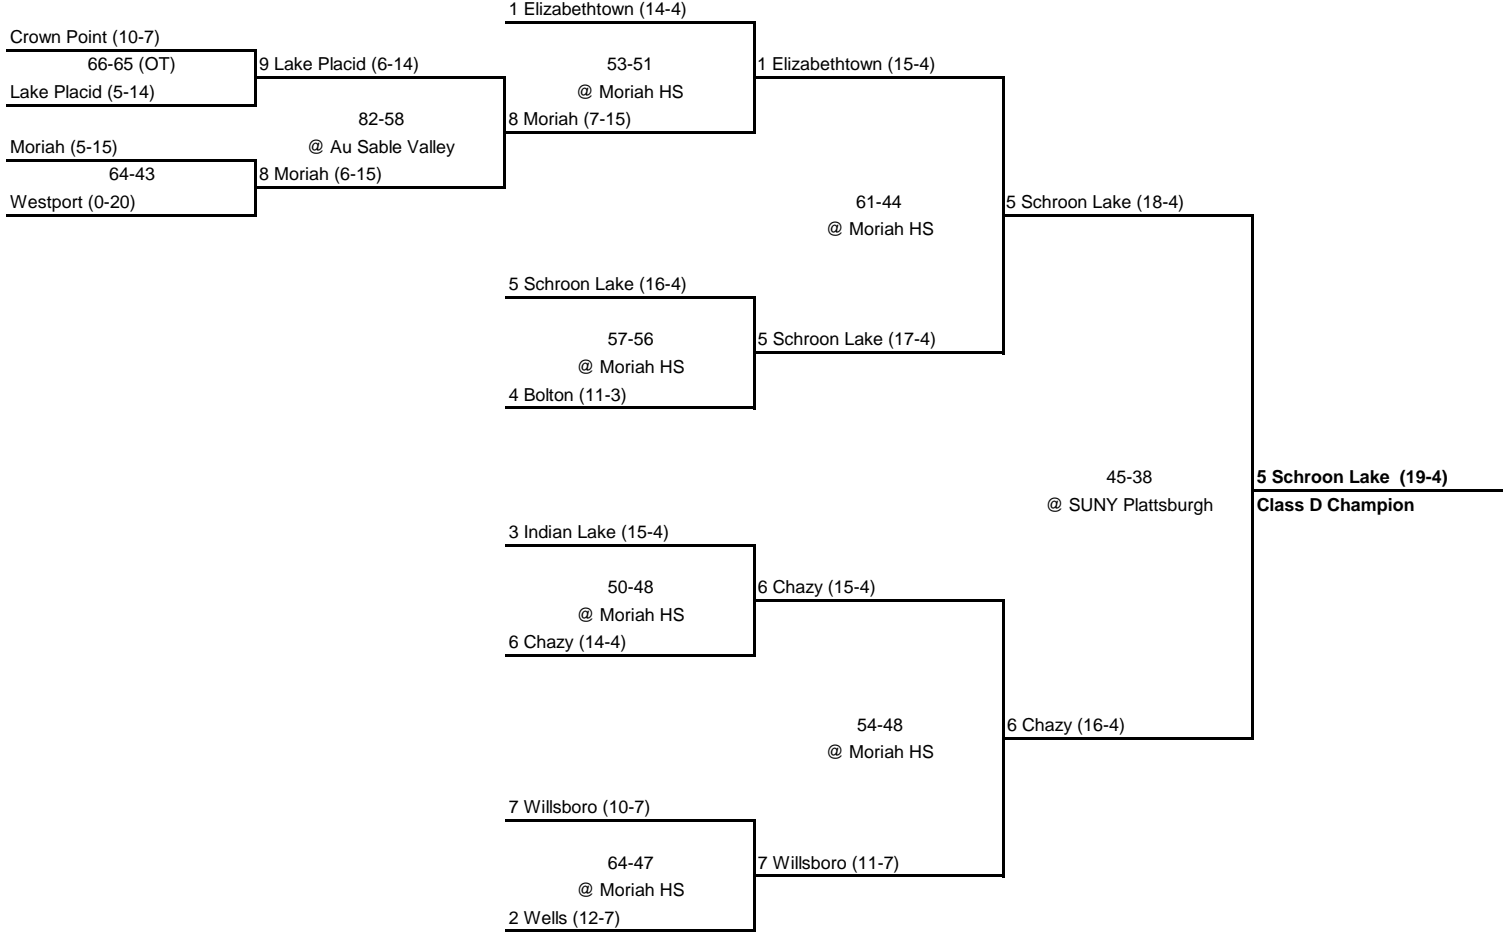 1 Elizabethtown (14-4)
Crown Point (10-7)
66-65 (OT)
9 Lake Placid (6-14)
53-51
1 Elizabethtown (15-4)
Lake Placid (5-14)
@ Moriah HS
82-58
8 Moriah (7-15)
Moriah (5-15)
@ Au Sable Valley
64-43
8 Moriah (6-15)
Westport (0-20)
61-44
5 Schroon Lake (18-4)
@ Moriah HS
5 Schroon Lake (16-4)
57-56
5 Schroon Lake (17-4)
@ Moriah HS
4 Bolton (11-3)
45-38
5 Schroon Lake  (19-4)
@ SUNY Plattsburgh
Class D Champion
3 Indian Lake (15-4)
50-48
6 Chazy (15-4)
@ Moriah HS
6 Chazy (14-4)
54-48
6 Chazy (16-4)
@ Moriah HS
7 Willsboro (10-7)
64-47
7 Willsboro (11-7)
@ Moriah HS
2 Wells (12-7)